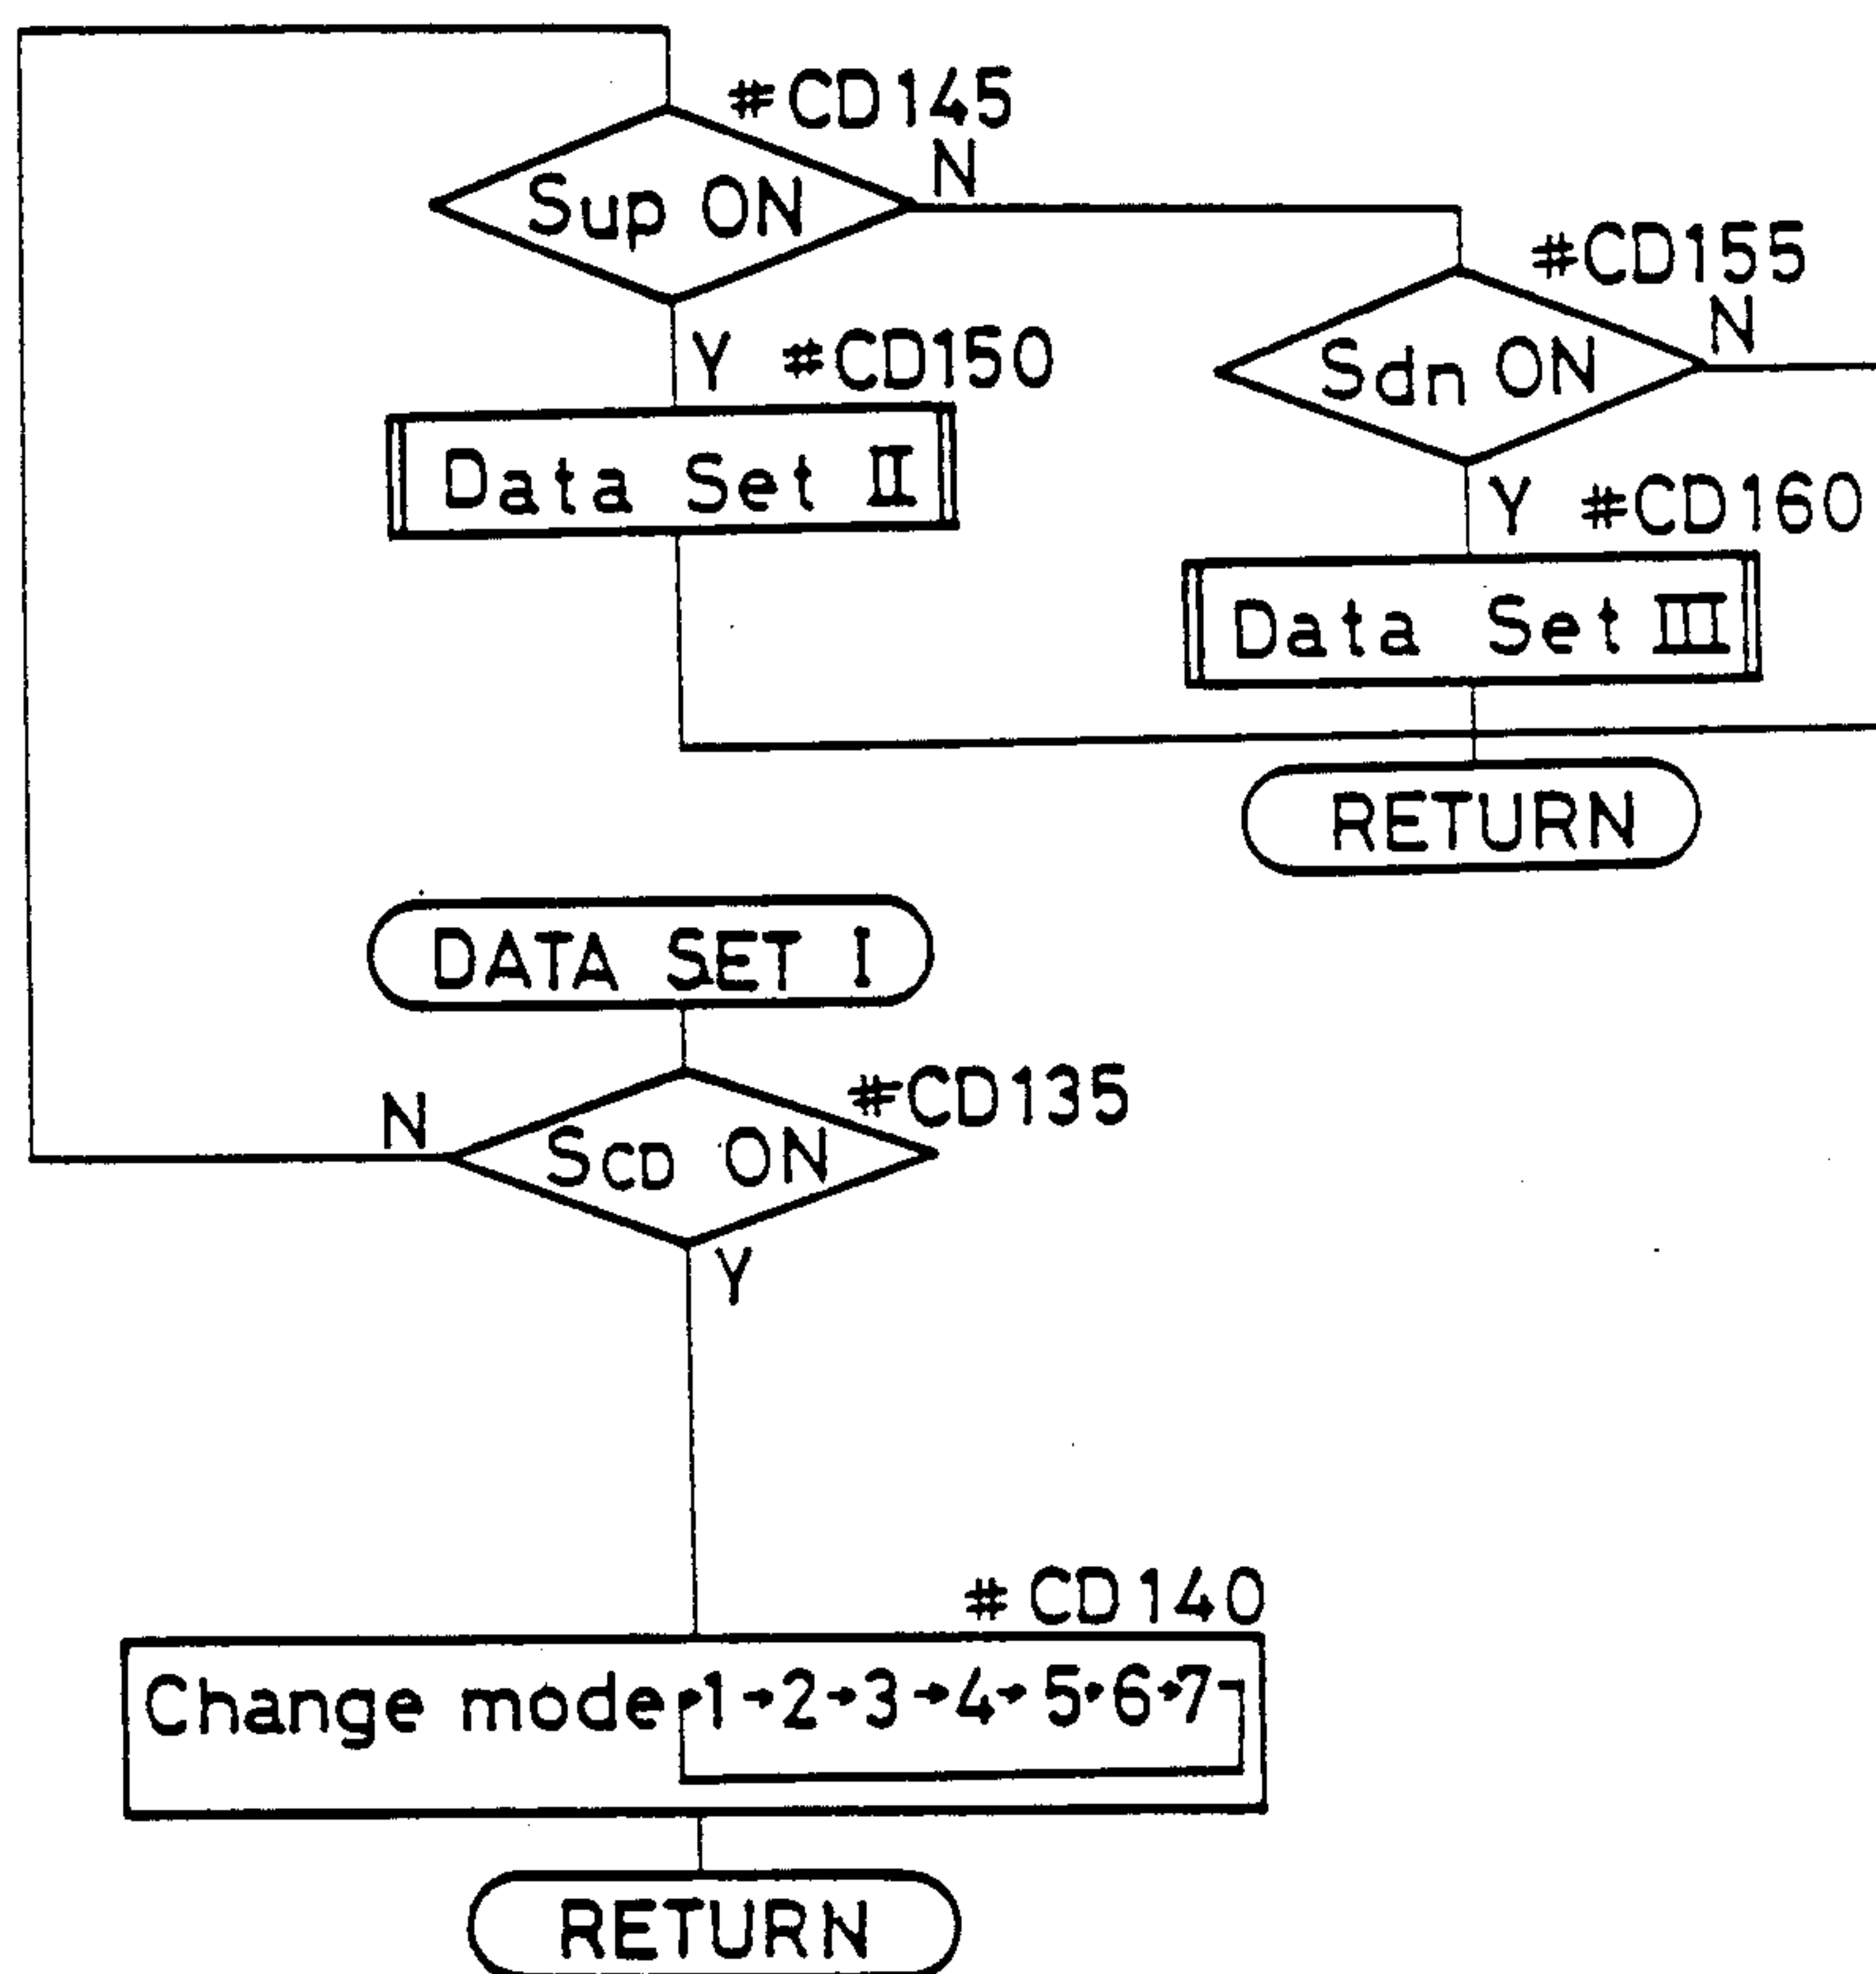 #CD145
N
Sup ON
#CD155
N
Y #CD150
Sdn ON
Data Set II
Y #CD160
Data Set III
RETURN
DATA SET I
#CD135
N
SCD ON
Y
#CD140
Change mode 1→2→3→4→5→6→7
RETURN